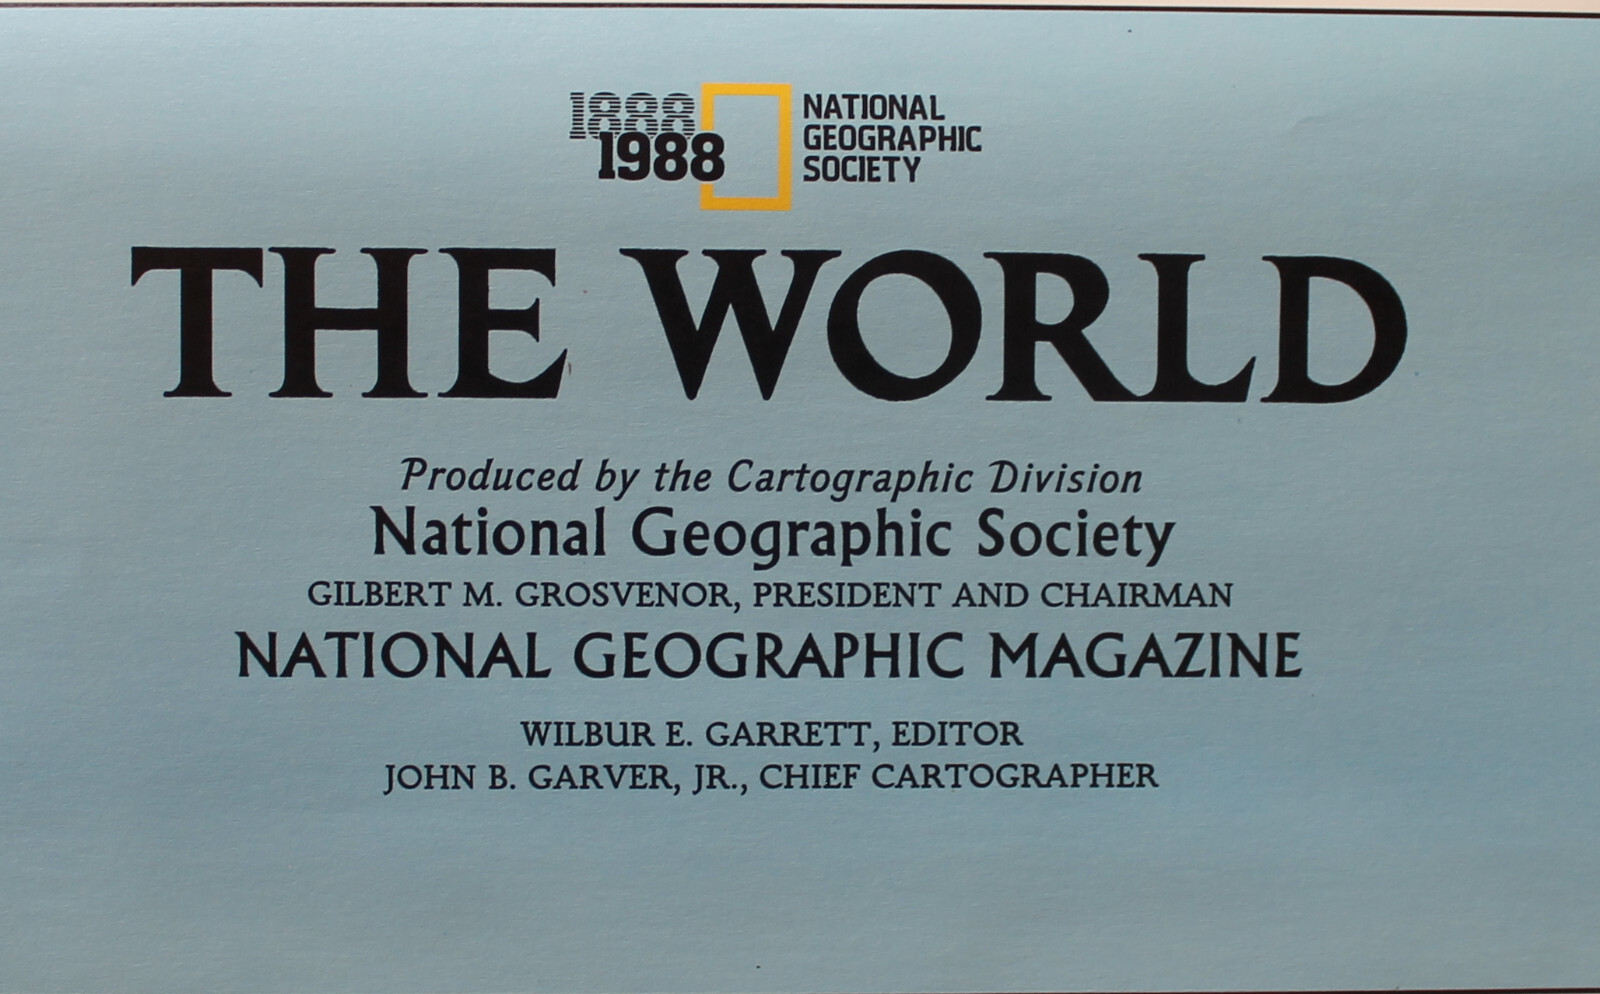 1888
1988
NATIONAL
GEOGRAPHIC
SOCIETY
THE WORLD
Produced by the Cartographic Division
National Geographic Society
GILBERT M. GROSVENOR, PRESIDENT AND CHAIRMAN
NATIONAL GEOGRAPHIC MAGAZINE
WILBUR E. GARRETT, EDITOR
JOHN B. GARVER, JR., CHIEF CARTOGRAPHER